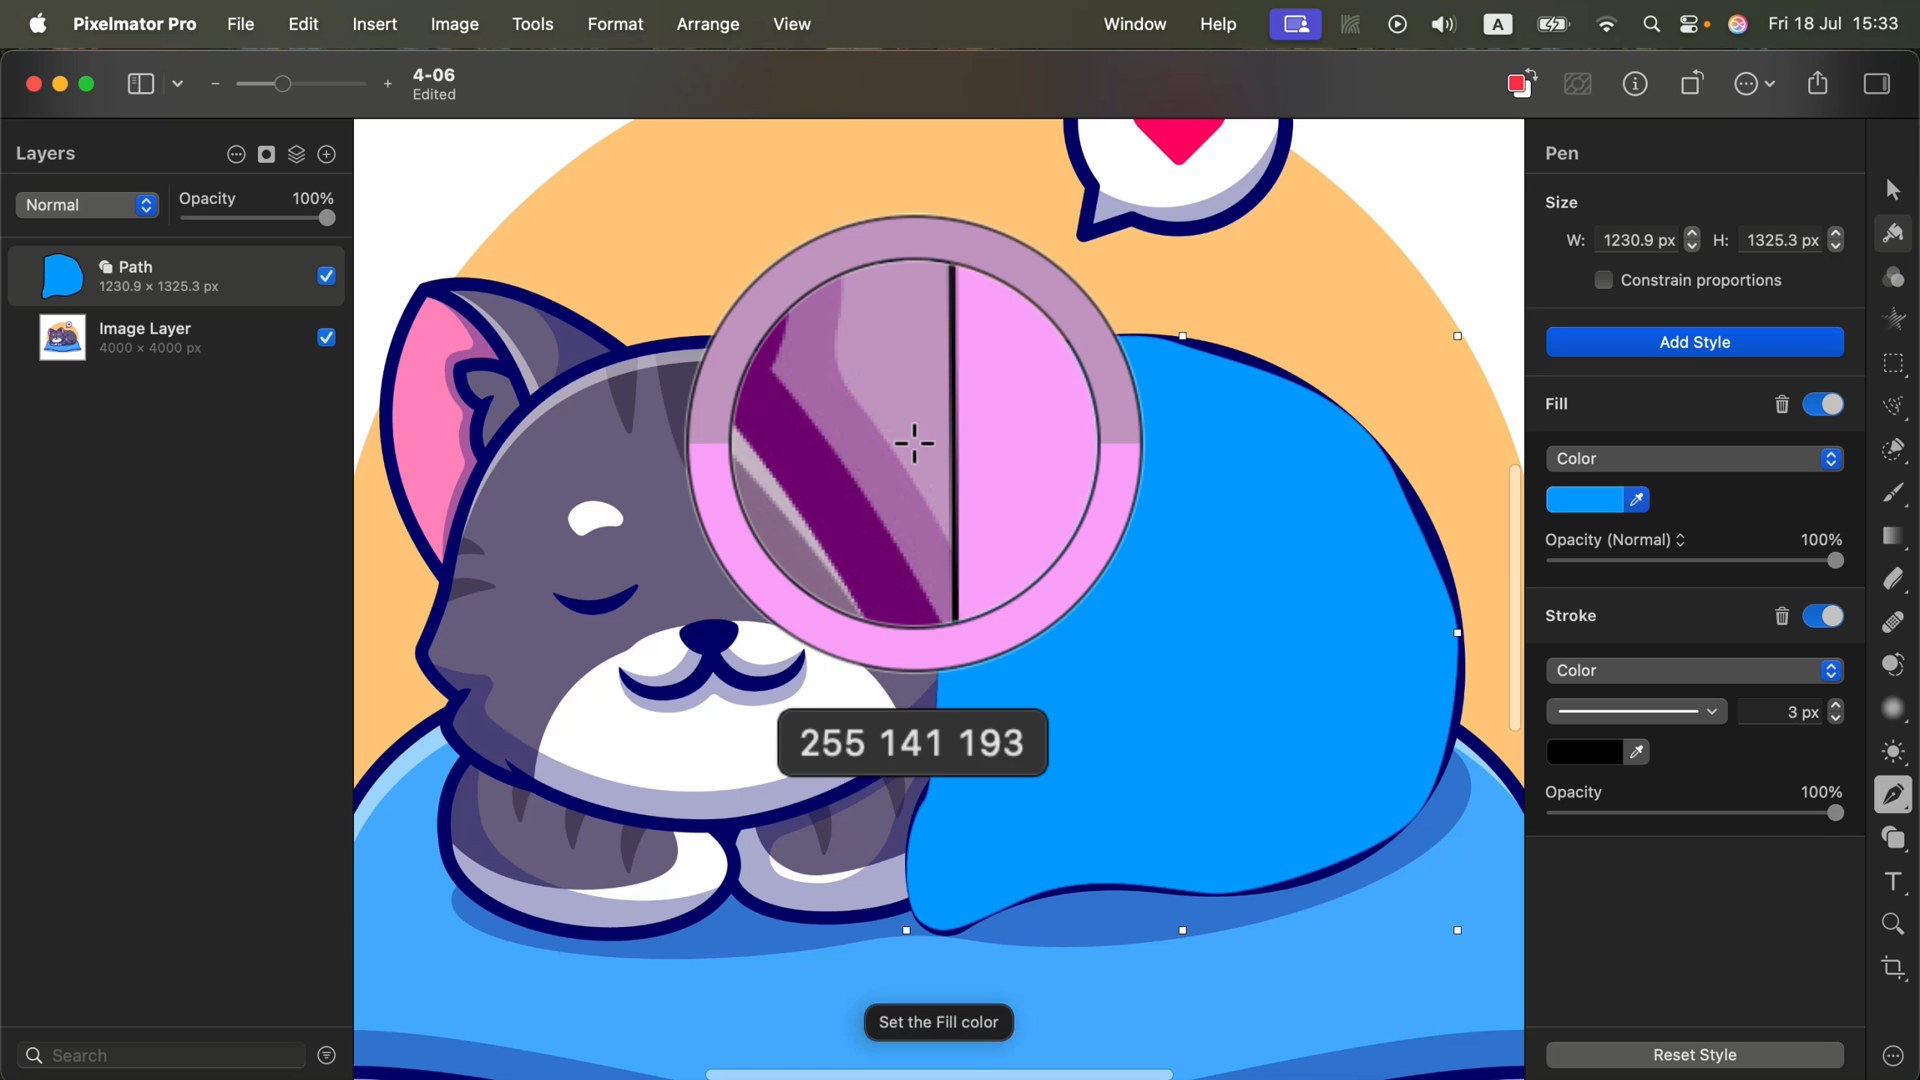 Pixelmator Pro File Edit Insert Image Tools Format Arrange View Window Help A Fri 18 Jul 15:33
4-06
Edited
Layers
Normal
Opacity 100%
Path
1230.9 × 1325.3 px
Image Layer
4000 × 4000 px
Search
255 141 193
Set the Fill color
Pen
Size
W: 1230.9 px H: 1325.3 px
Constrain proportions
Add Style
Fill
Color
Opacity (Normal) 100%
Stroke
Color
3 px
Opacity 100%
Reset Style